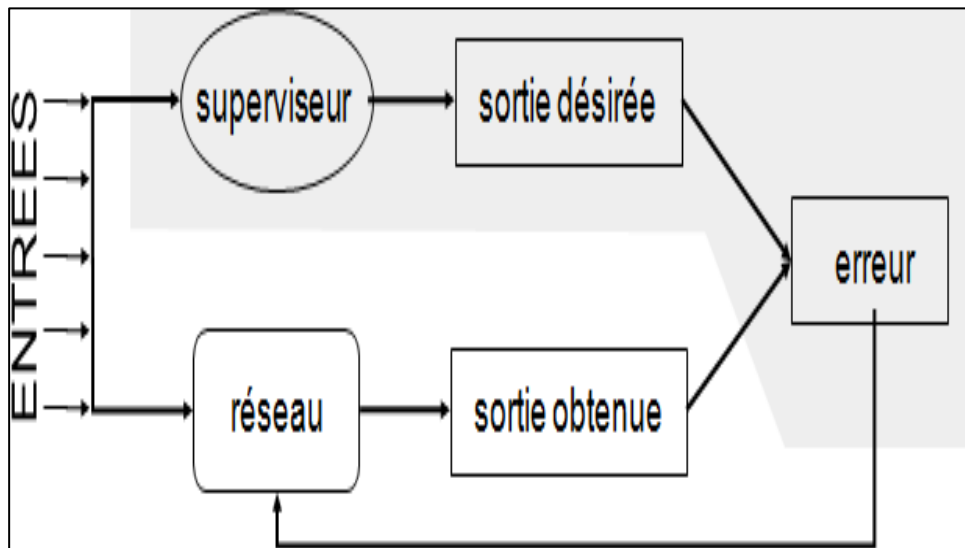 ENTREES
superviseur
sortie désirée
erreur
réseau
sortie obtenue